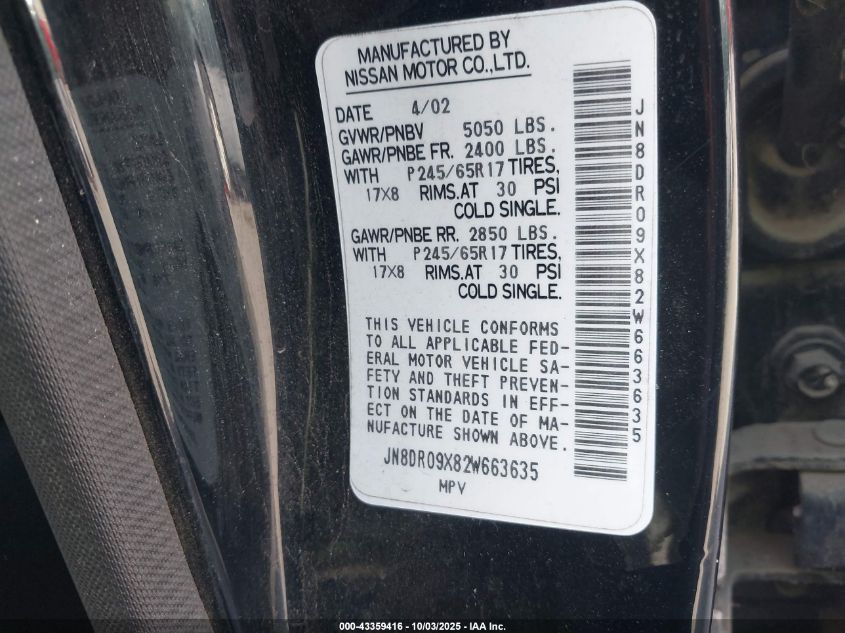 MANUFACTURED BY
NISSAN MOTOR CO.,LTD.
DATE 4/02
GVWR/PNBV 5050 LBS.
GAWR/PNBE FR. 2400 LBS.
WITH P245/65R17 TIRES,
17X8 RIMS.AT 30 PSI
COLD SINGLE.
GAWR/PNBE RR. 2850 LBS.
WITH P245/65R17 TIRES,
17X8 RIMS.AT 30 PSI
COLD SINGLE.
THIS VEHICLE CONFORMS
TO ALL APPLICABLE FED-
ERAL MOTOR VEHICLE SA-
FETY AND THEFT PREVEN-
TION STANDARDS IN EFF-
ECT ON THE DATE OF MA-
NUFACTURE SHOWN ABOVE.
JN8DR09X82W663635
MPV
JN8DR09X82W663635
000-43359416 - 10/03/2025 - IAA Inc.